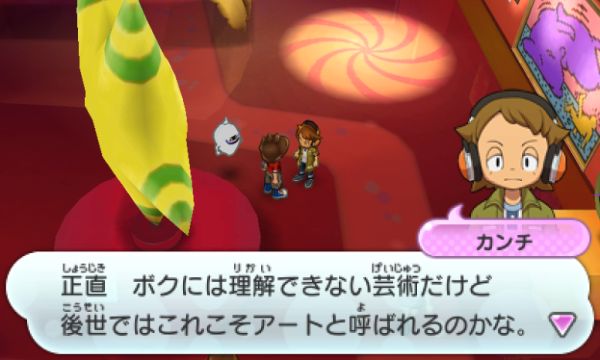 カンチ
正直　ボクには理解できない芸術だけど
後世ではこれこそアートと呼ばれるのかな。